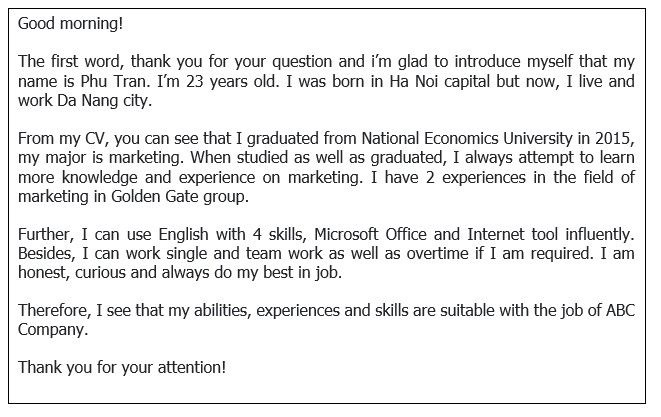 Good morning!
The first word, thank you for your question and i’m glad to introduce myself that my
name is Phu Tran. I’m 23 years old. I was born in Ha Noi capital but now, I live and
work Da Nang city.
From my CV, you can see that I graduated from National Economics University in 2015,
my major is marketing. When studied as well as graduated, I always attempt to learn
more knowledge and experience on marketing. I have 2 experiences in the field of
marketing in Golden Gate group.
Further, I can use English with 4 skills, Microsoft Office and Internet tool influently.
Besides, I can work single and team work as well as overtime if I am required. I am
honest, curious and always do my best in job.
Therefore, I see that my abilities, experiences and skills are suitable with the job of ABC
Company.
Thank you for your attention!